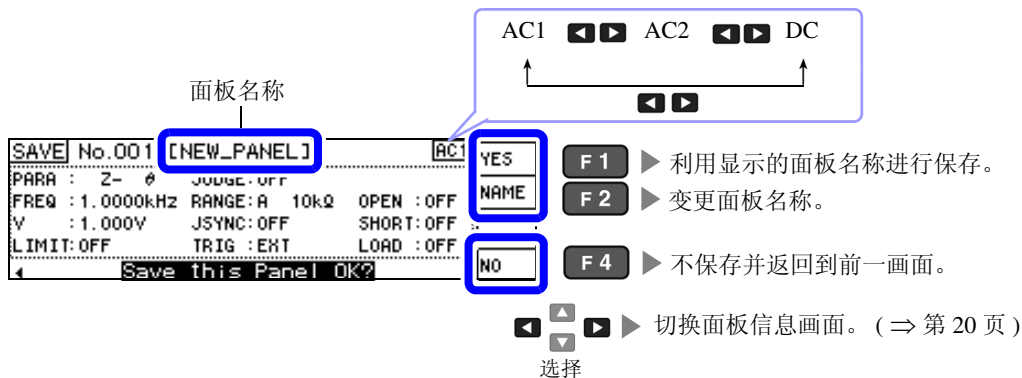 AC1 AC2 DC
面板名称
SAVE No.001 [NEW_PANEL] AC1
PARA : Z- θ JUDGE:OFF
FREQ :1.0000kHz RANGE:A 10kΩ OPEN :OFF
V :1.000V JSYNC:OFF SHORT:OFF
LIMIT:OFF TRIG :EXT LOAD :OFF
Save this Panel OK?
YES
NAME
NO
F 1 利用显示的面板名称进行保存。
F 2 变更面板名称。
F 4 不保存并返回到前一画面。
切换面板信息画面。 ( ⇒ 第 20 页 )
选择